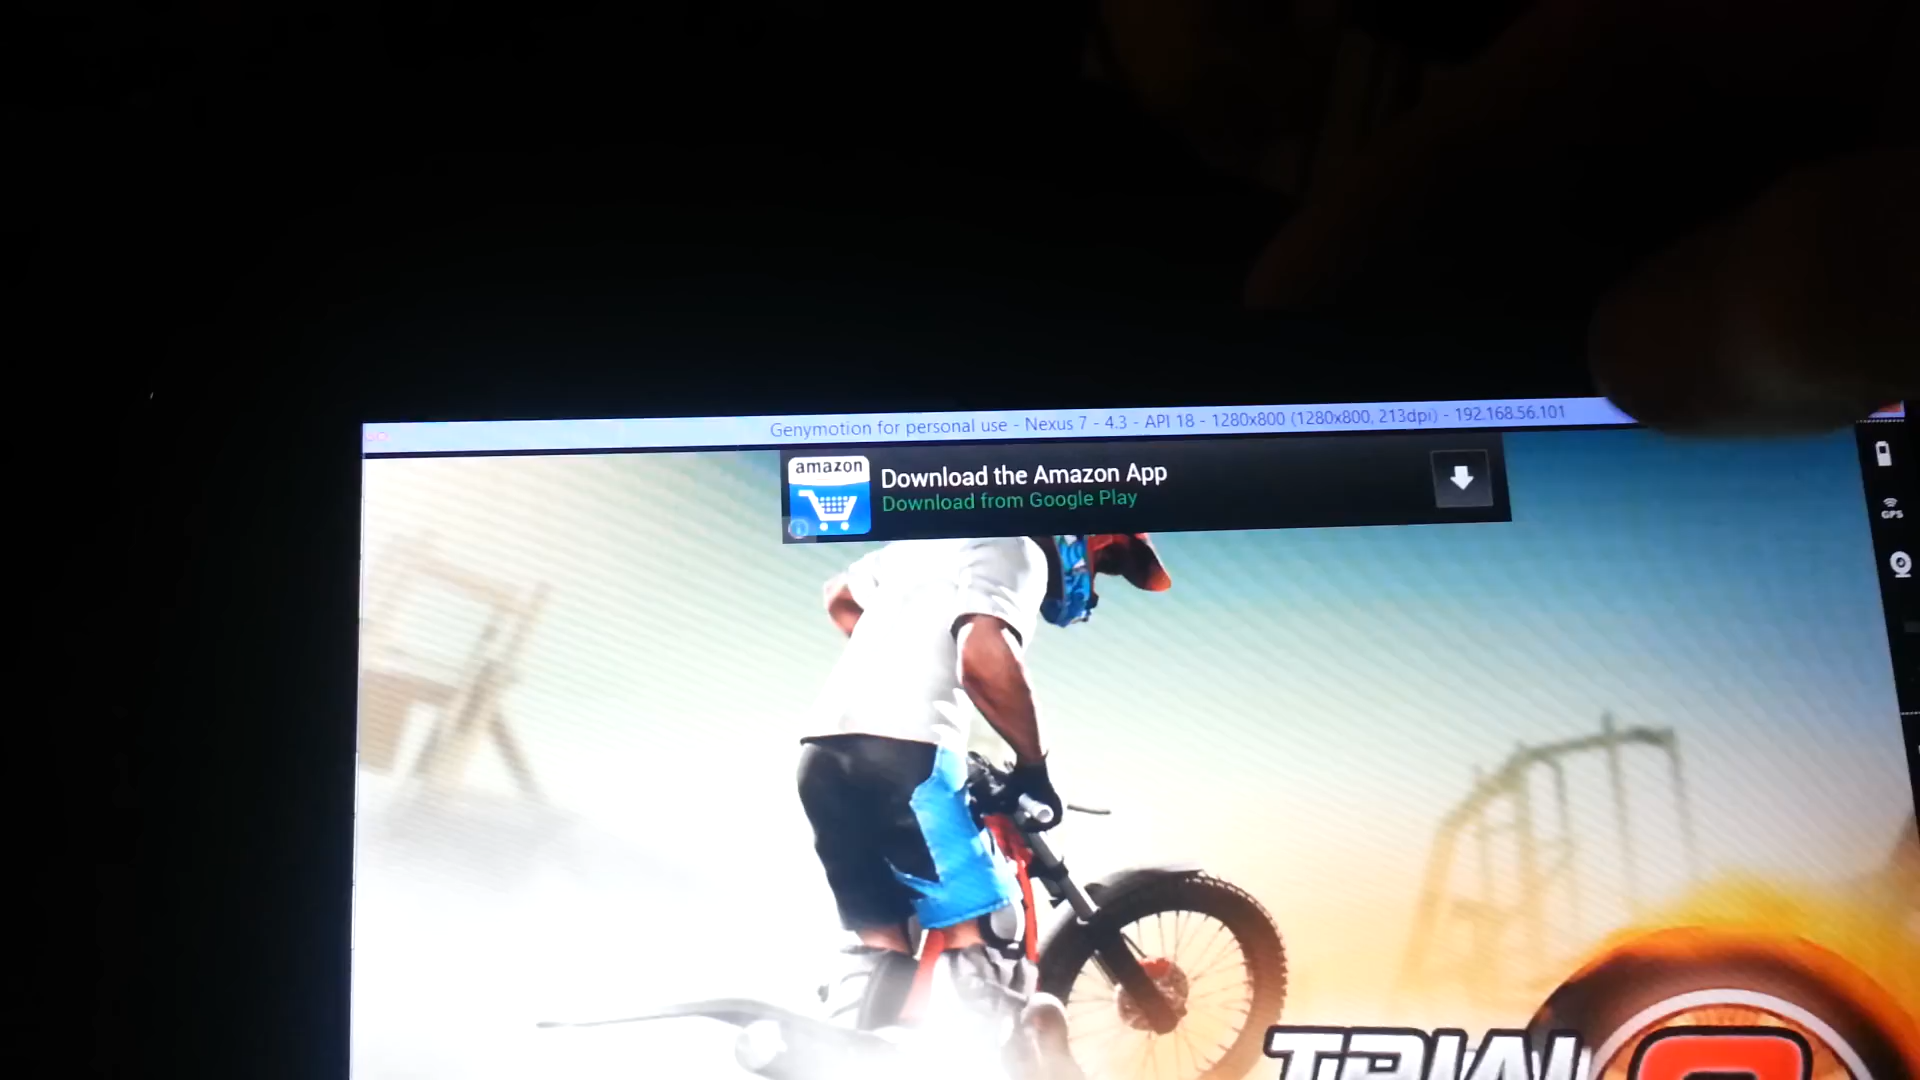 Genymotion for personal use - Nexus 7 - 4.3 - API 18 - 1280x800 (1280x800, 213dpi) - 192.168.56.101
amazon
Download the Amazon App
Download from Google Play
GPS
TRIAL